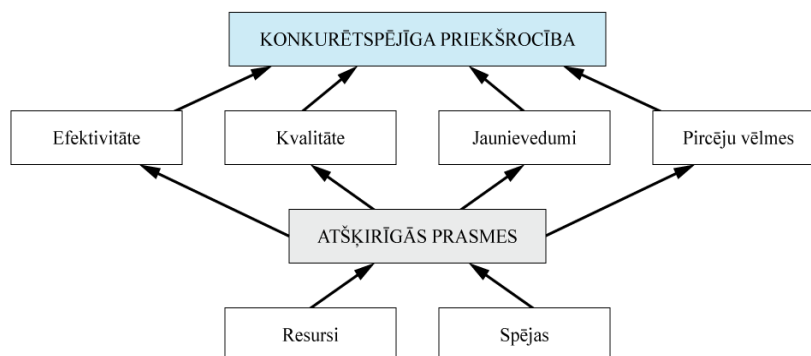 KONKURĒTSPĒJĪGA PRIEKŠROCĪBA
Efektivitāte
Kvalitāte
Jaunievedumi
Pircēju vēlmes
ATŠĶIRĪGĀS PRASMES
Resursi
Spējas